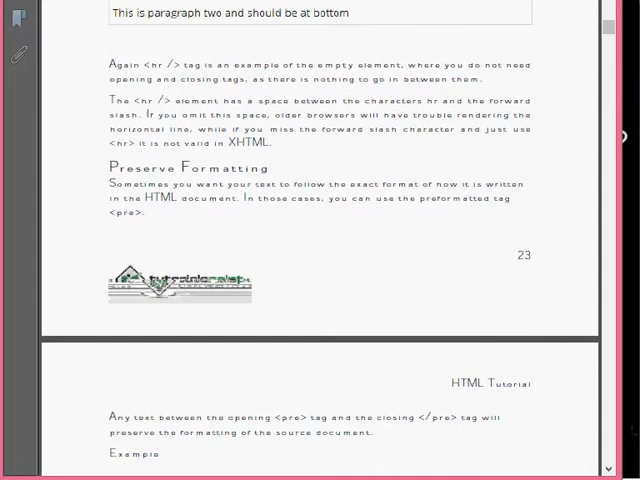 This is paragraph two and should be at bottom
Again <hr /> tag is an example of the empty element, where you do not need
opening and closing tags, as there is nothing to go in between them.
The <hr /> element has a space between the characters hr and the forward
slash. If you omit this space, older browsers will have trouble rendering the
horizontal line, while if you miss the forward slash character and just use
<hr> it is not valid in XHTML.
Preserve Formatting
Sometimes you want your text to follow the exact format of how it is written
in the HTML document. In those cases, you can use the preformatted tag
<pre>.
23
tutorialspoint
HTML Tutorial
Any text between the opening <pre> tag and the closing </pre> tag will
preserve the formatting of the source document.
Example